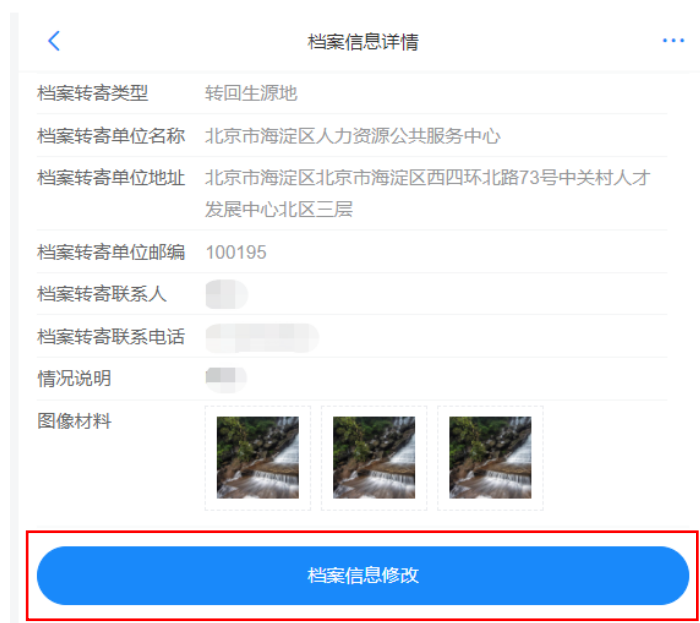 档案信息详情
档案转寄类型 转回生源地
档案转寄单位名称 北京市海淀区人力资源公共服务中心
档案转寄单位地址 北京市海淀区北京市海淀区西四环北路73号中关村人才
发展中心北区三层
档案转寄单位邮编 100195
档案转寄联系人
档案转寄联系电话
情况说明
图像材料
档案信息修改